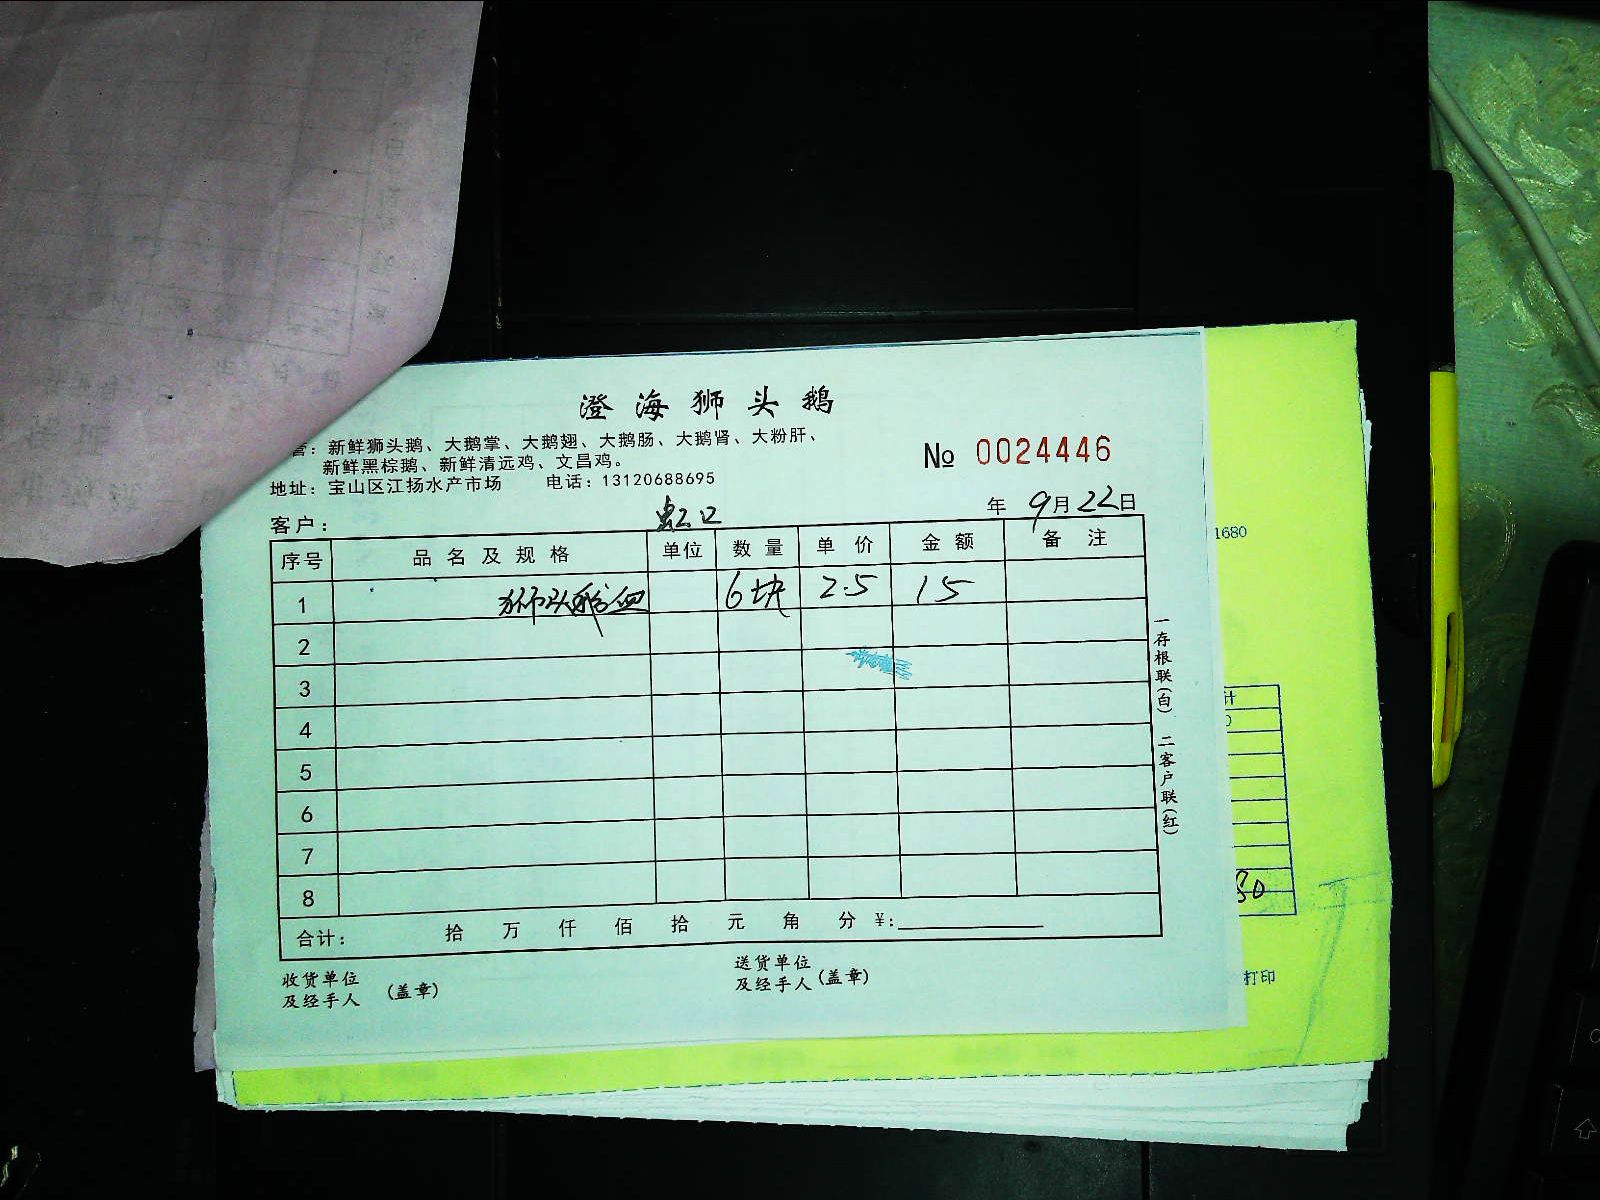 澄海狮头鹅
营：新鲜狮头鹅、大鹅掌、大鹅翅、大鹅肠、大鹅肾、大粉肝、
新鲜黑棕鹅、新鲜清远鸡、文昌鸡。
№ 0024446
地址：宝山区江扬水产市场 电话：13120688695
客户： 虹口 年 9月22日
序号 品名及规格 单位 数量 单价 金额 备注
1 狮头鹅血 6块 2.5 15
2
3
4
5
6
7
8
合计： 拾 万 仟 佰 拾 元 角 分 ¥:
收货单位
及经手人 (盖章)
送货单位
及经手人 (盖章)
一存根联(白) 二客户联(红)
1680
计
80
打印